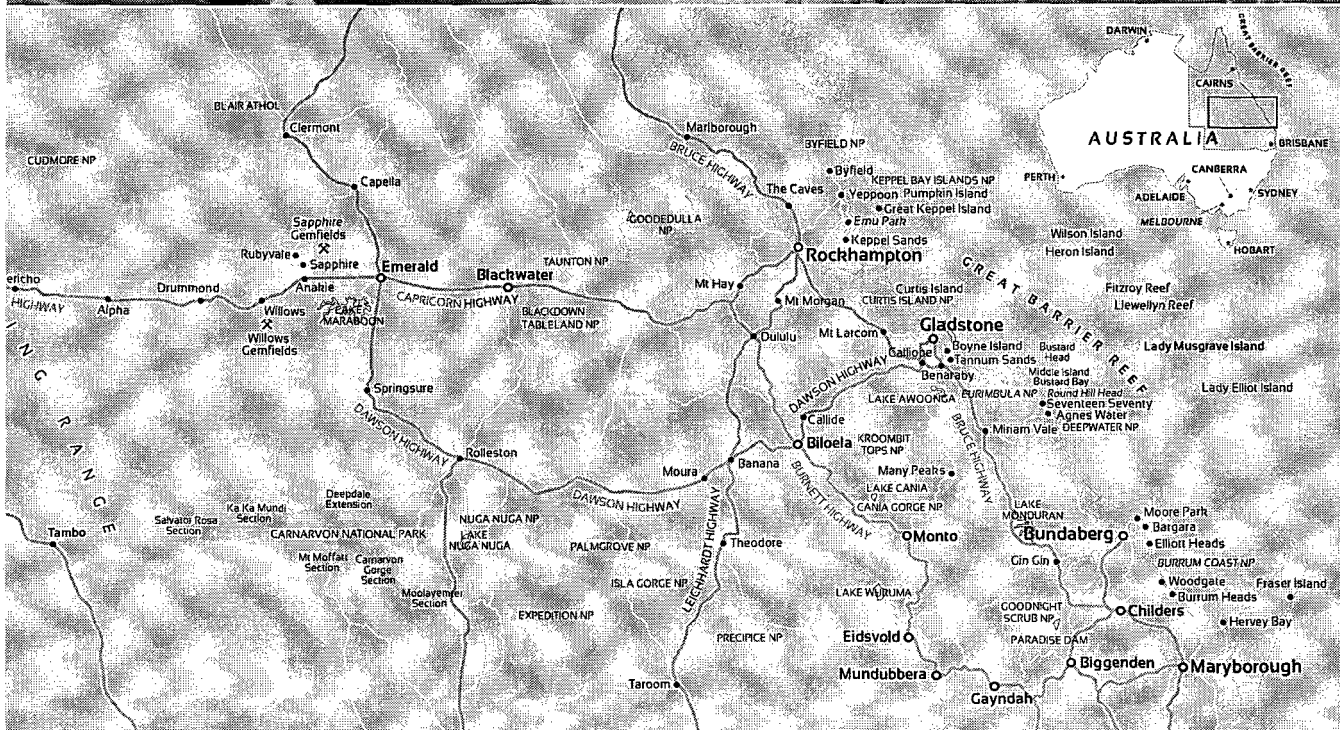 DARWIN
GREAT BARRIER REEF
CAIRNS
AUSTRALIA
BRISBANE
PERTH
CANBERRA
ADELAIDE
SYDNEY
MELBOURNE
HOBART
BLAIR ATHOL
Clermont
Marlborough
BRUCE HIGHWAY
BYFIELD NP
CUDMORE NP
Byfield
KEPPEL BAY ISLANDS NP
Capella
The Caves
Yeppoon
Pumpkin Island
Great Keppel Island
GOODEDULLA
NP
Emu Park
Sapphire
Gemfields
Keppel Sands
Wilson Island
Heron Island
Rubyvale
Sapphire
Emerald
Blackwater
TAUNTON NP
Rockhampton
GREAT BARRIER REEF
ericho
HIGHWAY
Drummond
Anakie
Alpha
Willows
LAKE
MARABOON
CAPRICORN HIGHWAY
Mt Hay
Mt Morgan
Curtis Island
CURTIS ISLAND NP
Fitzroy Reef
Llewellyn Reef
Willows
Gemfields
BLACKDOWN
TABLELAND NP
Dululu
Mt Larcom
Gladstone
Boyne Island
Tannum Sands
Calliope
Benaraby
Bustard
Head
Lady Musgrave Island
ING RANGE
Springsure
DAWSON HIGHWAY
LAKE AWOONGA
Middle Island
Bustard Bay
EURIMBULA NP
Round Hill Head
Lady Elliot Island
Seventeen Seventy
Agnes Water
DEEPWATER NP
Callide
Miriam Vale
DAWSON HIGHWAY
Biloela
KROOMBIT
TOPS NP
BRUCE HIGHWAY
Rolleston
Moura
Banana
Many Peaks
DAWSON HIGHWAY
BURNETT HIGHWAY
LAKE CANIA
CANIA GORGE NP
Deepdale
Extension
Ka Ka Mundi
Section
Salvator Rosa
Section
NUGA NUGA NP
LAKE
NUGA NUGA
LEICHHARDT HIGHWAY
LAKE
MONDURAN
Moore Park
Bargara
Tambo
CARNARVON NATIONAL PARK
PALMGROVE NP
Theodore
Monto
Bundaberg
Elliott Heads
Mt Moffatt
Section
Carnarvon
Gorge
Section
Gin Gin
BURRUM COAST NP
Moolayember
Section
ISLA GORGE NP
LAKE WURUMA
Woodgate
Burrum Heads
Fraser Island
EXPEDITION NP
GOODNIGHT
SCRUB NP
Childers
Hervey Bay
PRECIPICE NP
Eidsvold
PARADISE DAM
Mundubbera
Biggenden
Maryborough
Taroom
Gayndah